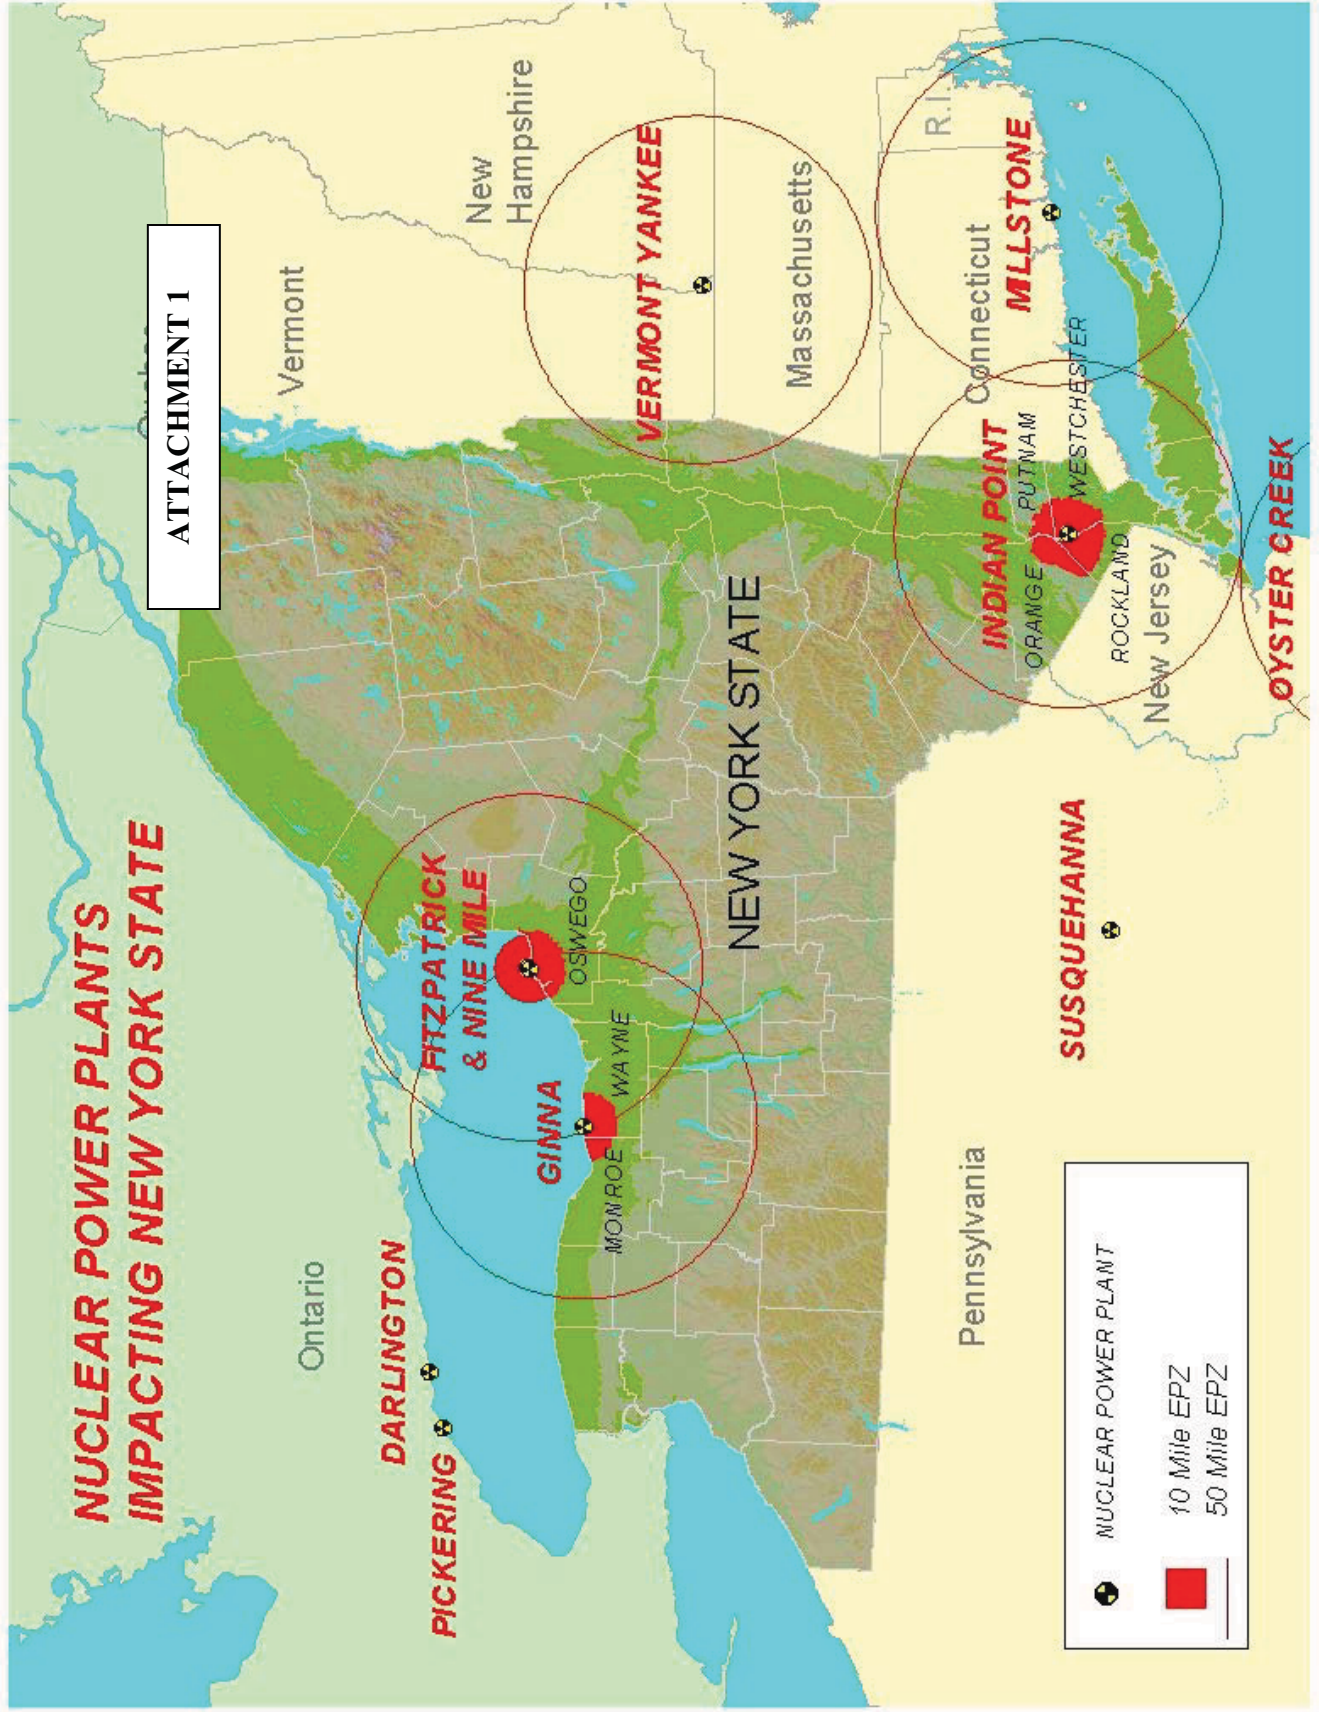 ATTACHMENT 1
NUCLEAR POWER PLANTS
IMPACTING NEW YORK STATE
Ontario
Vermont
New
Hampshire
DARLINGTON
PICKERING
FITZPATRICK
& NINE MILE
GINNA
OSWEGO
WAYNE
MONROE
VERMONT YANKEE
NEW YORK STATE
Massachusetts
R.I.
Connecticut
MLLSTONE
INDIAN POINT
PUTNAM
WESTCHESTER
ORANGE
ROCKLAND
New Jersey
OYSTER CREEK
SUSQUEHANNA
Pennsylvania
NUCLEAR POWER PLANT
10 Mile EPZ
50 Mile EPZ